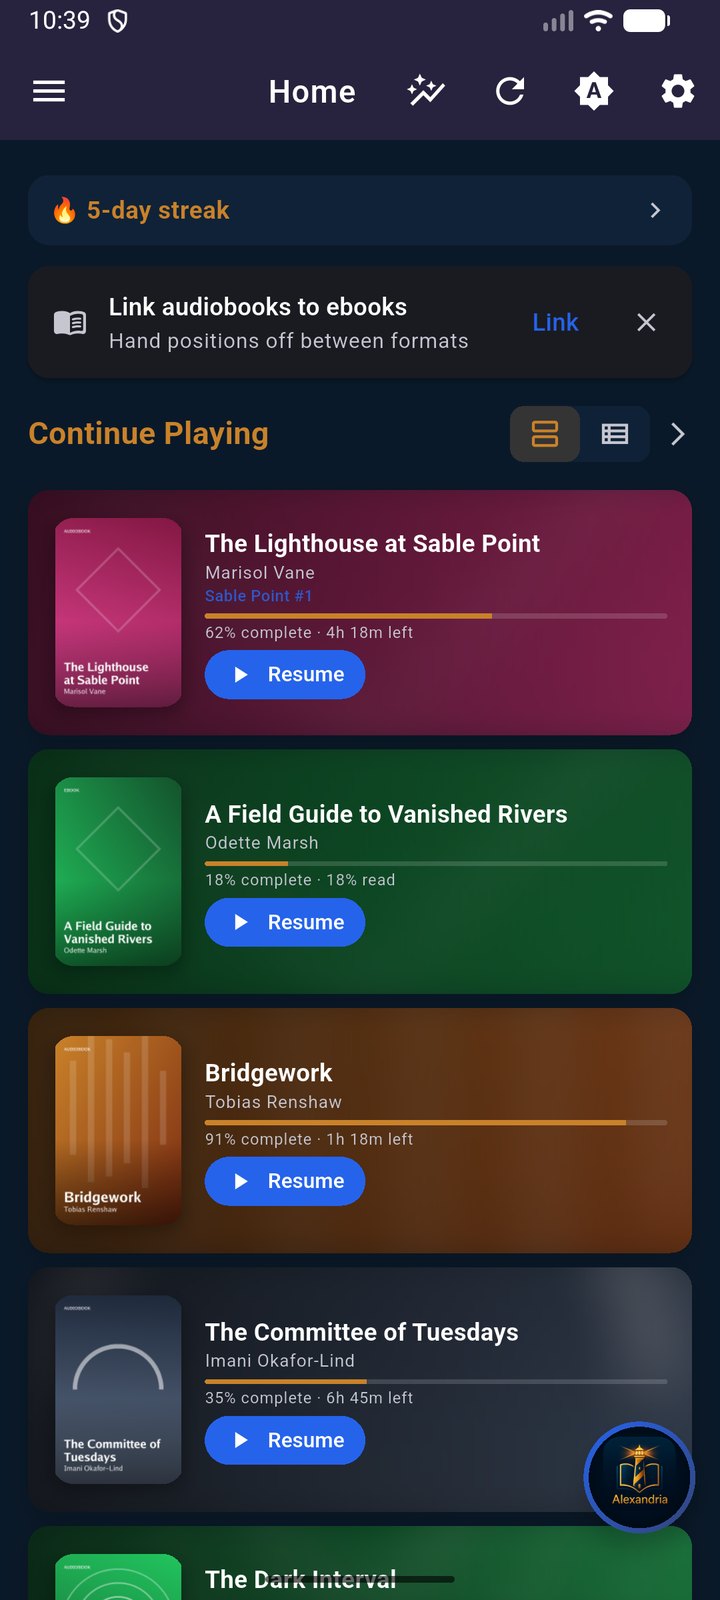 10:39
Home
A
🔥 5-day streak
Link audiobooks to ebooks
Hand positions off between formats
Link
Continue Playing
AUDIOBOOK
The Lighthouse
at Sable Point
Marisol Vane
The Lighthouse at Sable Point
Marisol Vane
Sable Point #1
62% complete · 4h 18m left
Resume
EBOOK
A Field Guide to
Vanished Rivers
Odette Marsh
A Field Guide to Vanished Rivers
Odette Marsh
18% complete · 18% read
Resume
AUDIOBOOK
Bridgework
Tobias Renshaw
Bridgework
Tobias Renshaw
91% complete · 1h 18m left
Resume
AUDIOBOOK
The Committee of
Tuesdays
Imani Okafor-Lind
The Committee of Tuesdays
Imani Okafor-Lind
35% complete · 6h 45m left
Resume
Alexandria
AUDIOBOOK
The Dark Interval